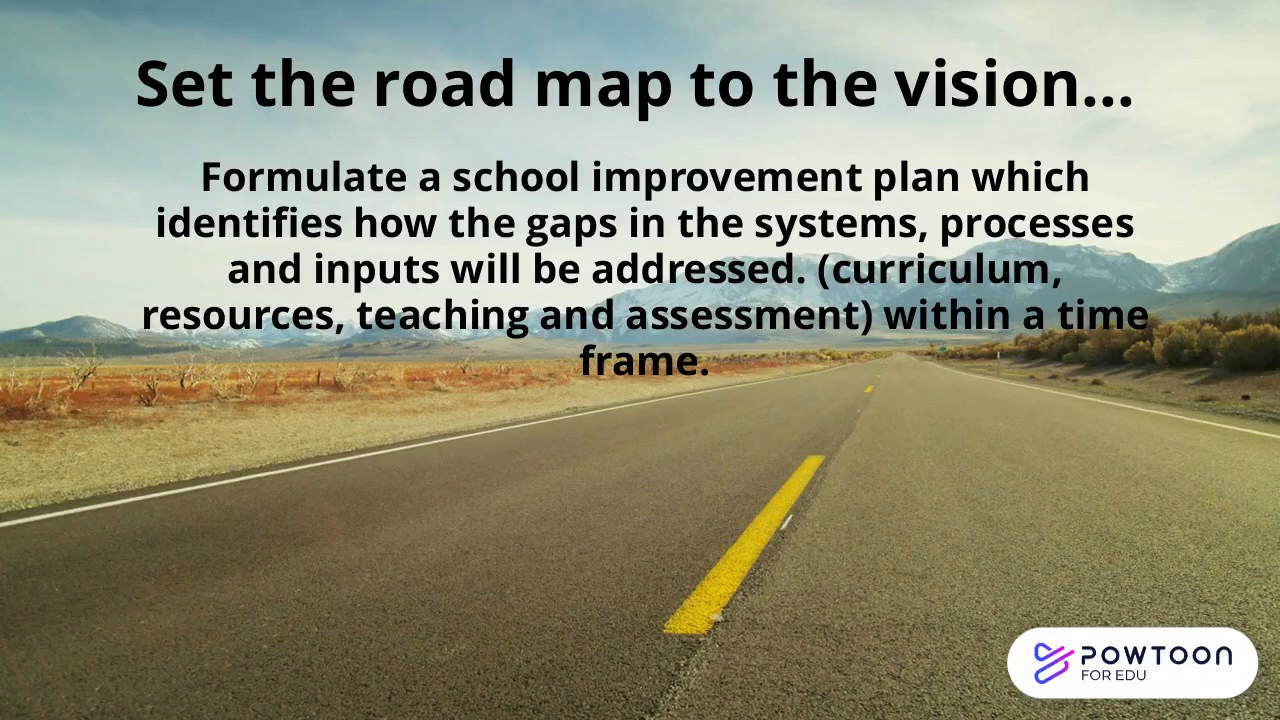 Set the road map to the vision...
Formulate a school improvement plan which
identifies how the gaps in the systems, processes
and inputs will be addressed. (curriculum,
resources, teaching and assessment) within a time
frame.
POWTOON
FOR EDU